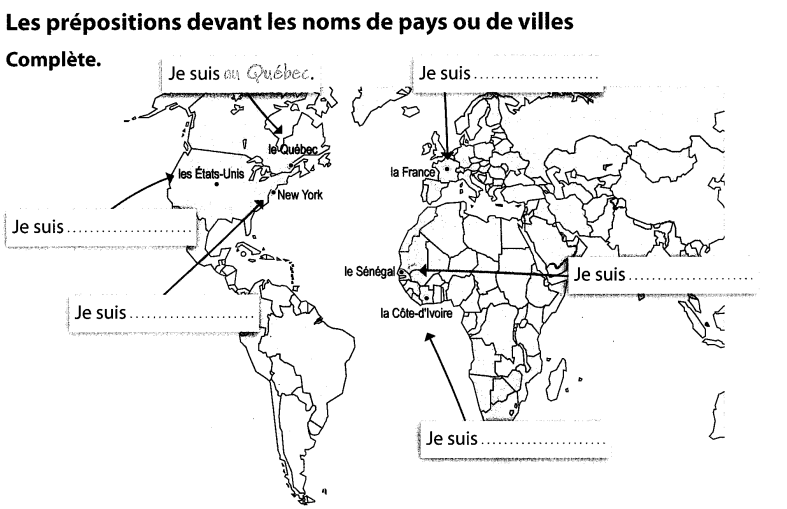 Les prépositions devant les noms de pays ou de villes
Complète.
Je suis au Québec.
Je suis ......................
le Québec
la France
les États-Unis
New York
Je suis ......................
le Sénégal
Je suis ......................
Je suis ......................
la Côte-d'Ivoire
Je suis ......................